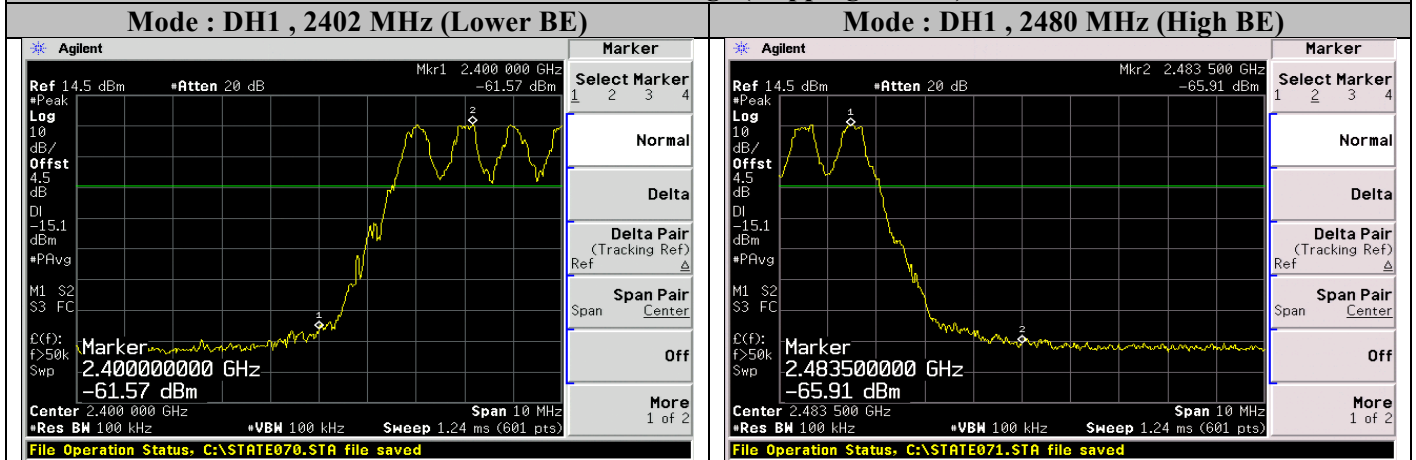 Mode : DH1 , 2402 MHz (Lower BE)
Agilent
Marker
Mkr1 2.400 000 GHz
Ref 14.5 dBm #Atten 20 dB -61.57 dBm
#Peak
Log
10
dB/
Offst
4.5
dB
DI
-15.1
dBm
#PAvg
M1 S2
S3 FC
£(f):
f>50k
Swp
1
2
Marker
2.400000000 GHz
-61.57 dBm
Center 2.400 000 GHz Span 10 MHz
#Res BW 100 kHz #VBW 100 kHz Sweep 1.24 ms (601 pts)
File Operation Status, C:\STATE070.STA file saved
Select Marker
1 2 3 4
Normal
Delta
Delta Pair
(Tracking Ref)
Ref Δ
Span Pair
Span Center
Off
More
1 of 2
Mode : DH1 , 2480 MHz (High BE)
Agilent
Marker
Mkr2 2.483 500 GHz
Ref 14.5 dBm #Atten 20 dB -65.91 dBm
#Peak
Log
10
dB/
Offst
4.5
dB
DI
-15.1
dBm
#PAvg
M1 S2
S3 FC
£(f):
f>50k
Swp
1
2
Marker
2.483500000 GHz
-65.91 dBm
Center 2.483 500 GHz Span 10 MHz
#Res BW 100 kHz #VBW 100 kHz Sweep 1.24 ms (601 pts)
File Operation Status, C:\STATE071.STA file saved
Select Marker
1 2 3 4
Normal
Delta
Delta Pair
(Tracking Ref)
Ref Δ
Span Pair
Span Center
Off
More
1 of 2